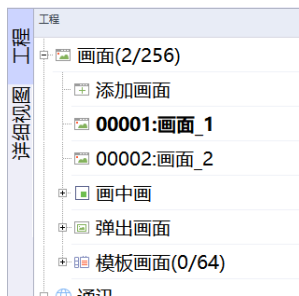 工程
工程
详细视图
画面(2/256)
添加画面
00001:画面_1
00002:画面_2
画中画
弹出画面
模板画面(0/64)
通讯